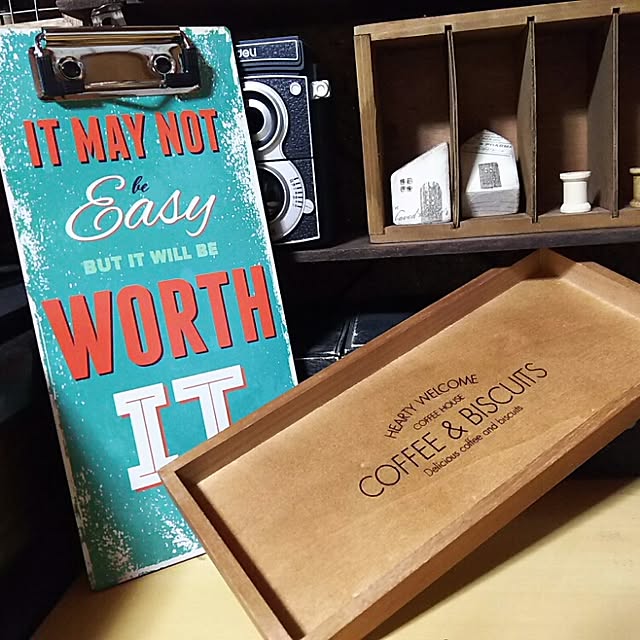 IT MAY NOT
be
Easy
BUT IT WILL BE
WORTH
IT
HEARTY WELCOME
COFFEE HOUSE
COFFEE & BISCUITS
Delicious coffee and biscuits